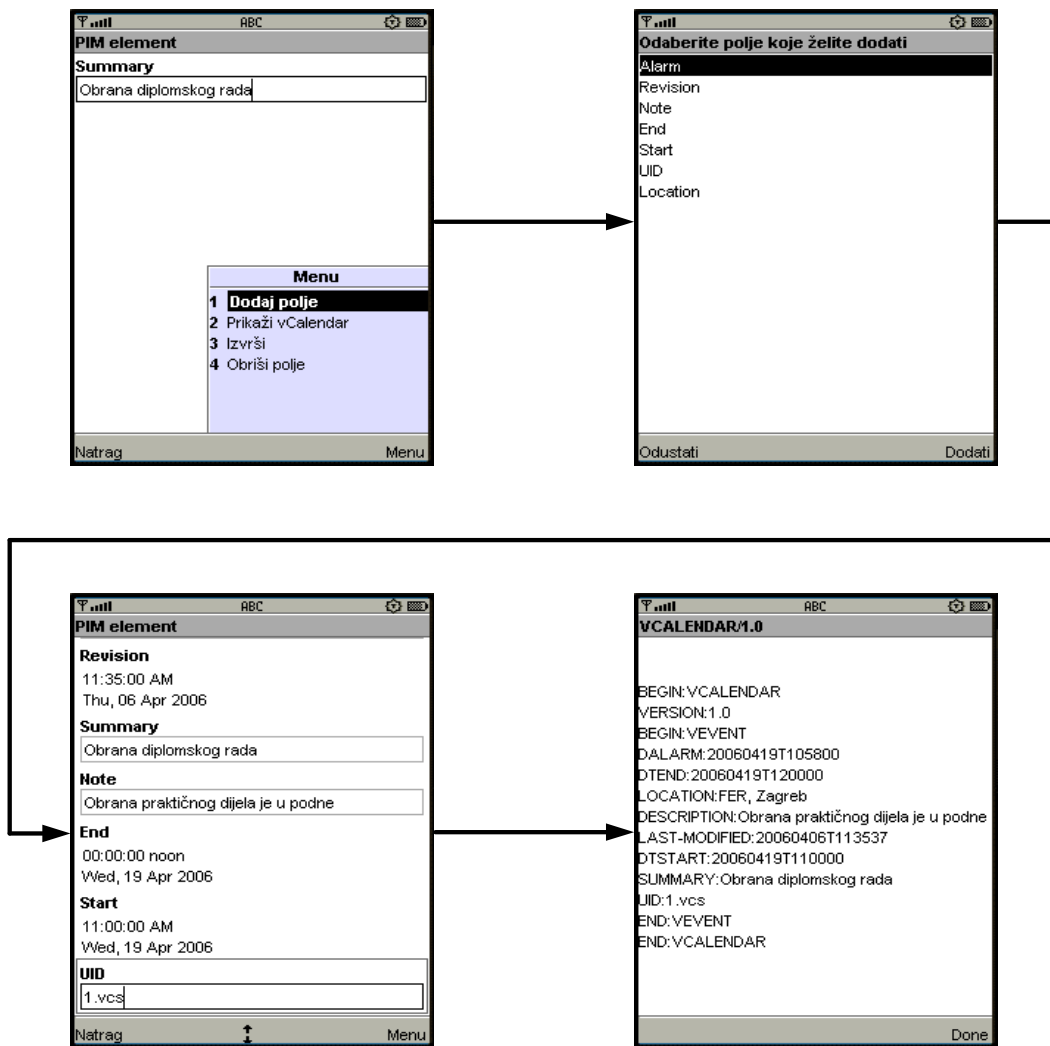 ABC
PIM element
Summary
Obrana diplomskog rada
Menu
1 Dodaj polje
2 Prikaži vCalendar
3 Izvrši
4 Obriši polje
Natrag Menu
Odaberite polje koje želite dodati
Alarm
Revision
Note
End
Start
UID
Location
Odustati Dodati
ABC
PIM element
Revision
11:35:00 AM
Thu, 06 Apr 2006
Summary
Obrana diplomskog rada
Note
Obrana praktičnog dijela je u podne
End
00:00:00 noon
Wed, 19 Apr 2006
Start
11:00:00 AM
Wed, 19 Apr 2006
UID
1.vcs
Natrag Menu
ABC
VCALENDAR/1.0
BEGIN:VCALENDAR
VERSION:1.0
BEGIN:VEVENT
DALARM:20060419T105800
DTEND:20060419T120000
LOCATION:FER, Zagreb
DESCRIPTION:Obrana praktičnog dijela je u podne
LAST-MODIFIED:20060406T113537
DTSTART:20060419T110000
SUMMARY:Obrana diplomskog rada
UID:1.vcs
END:VEVENT
END:VCALENDAR
Done